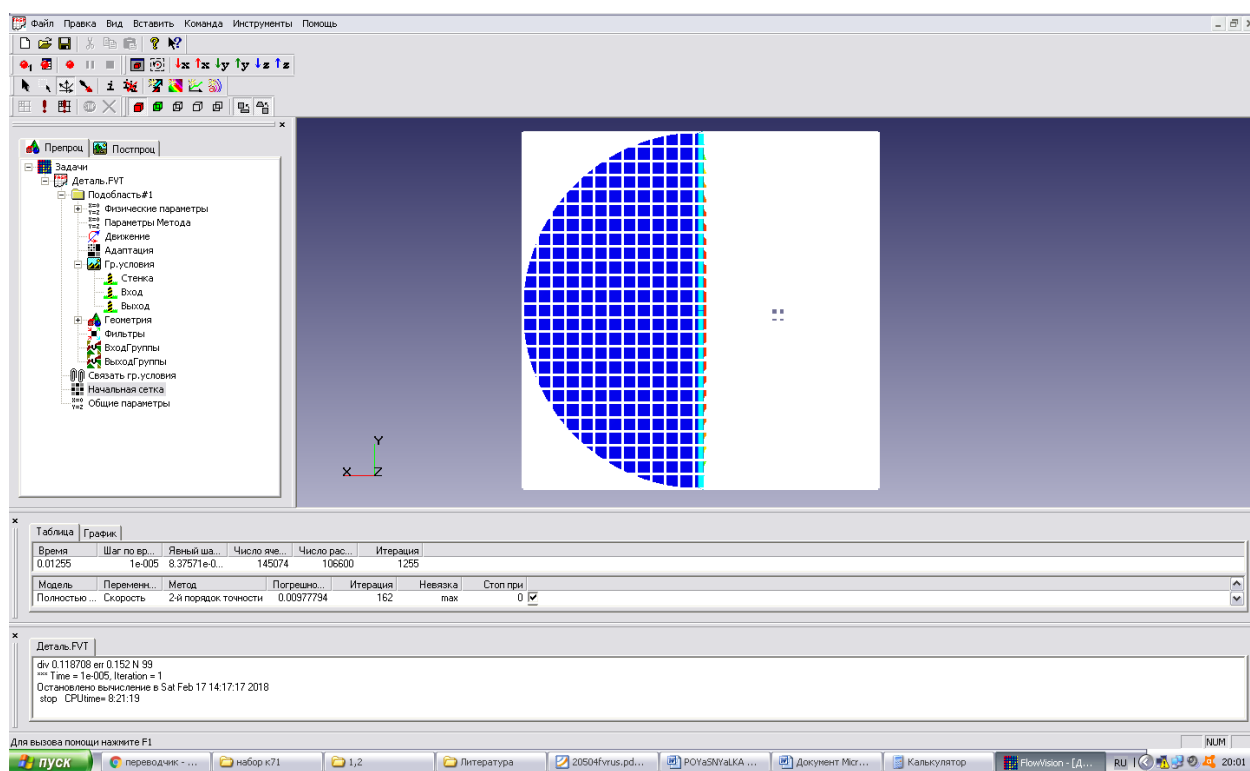 Файл Правка Вид Вставить Команда Инструменты Помощь
Препроц Постпроц
Задачи
Деталь.FVT
Подобласть#1
Физические параметры
Параметры Метода
Движение
Адаптация
Гр.условия
Стенка
Вход
Выход
Геометрия
Фильтры
ВходГруппы
ВыходГруппы
Связать гр.условия
Начальная сетка
Общие параметры
Y
X Z
Таблица График
Время Шаг по вр... Явный ша... Число яче... Число рас... Итерация
0.01255 1e-005 8.37571e-0... 145074 106600 1255
Модель Переменн... Метод Погрешно... Итерация Невязка Стоп при
Полностью ... Скорость 2-й порядок точности 0.00977794 162 max 0
Деталь.FVT
div 0.118708 err 0.152 N 99
*** Time = 1e-005, Iteration = 1
Остановлено вычисление в Sat Feb 17 14:17:17 2018
stop CPUtime= 8:21:19
Для вызова помощи нажмите F1
NUM
пуск переводчик - ... набор к71 1,2 Литература 20504fvrus.pd... POYaSNYaLKA ... Документ Micr... Калькулятор FlowVision - [Д... RU 20:01